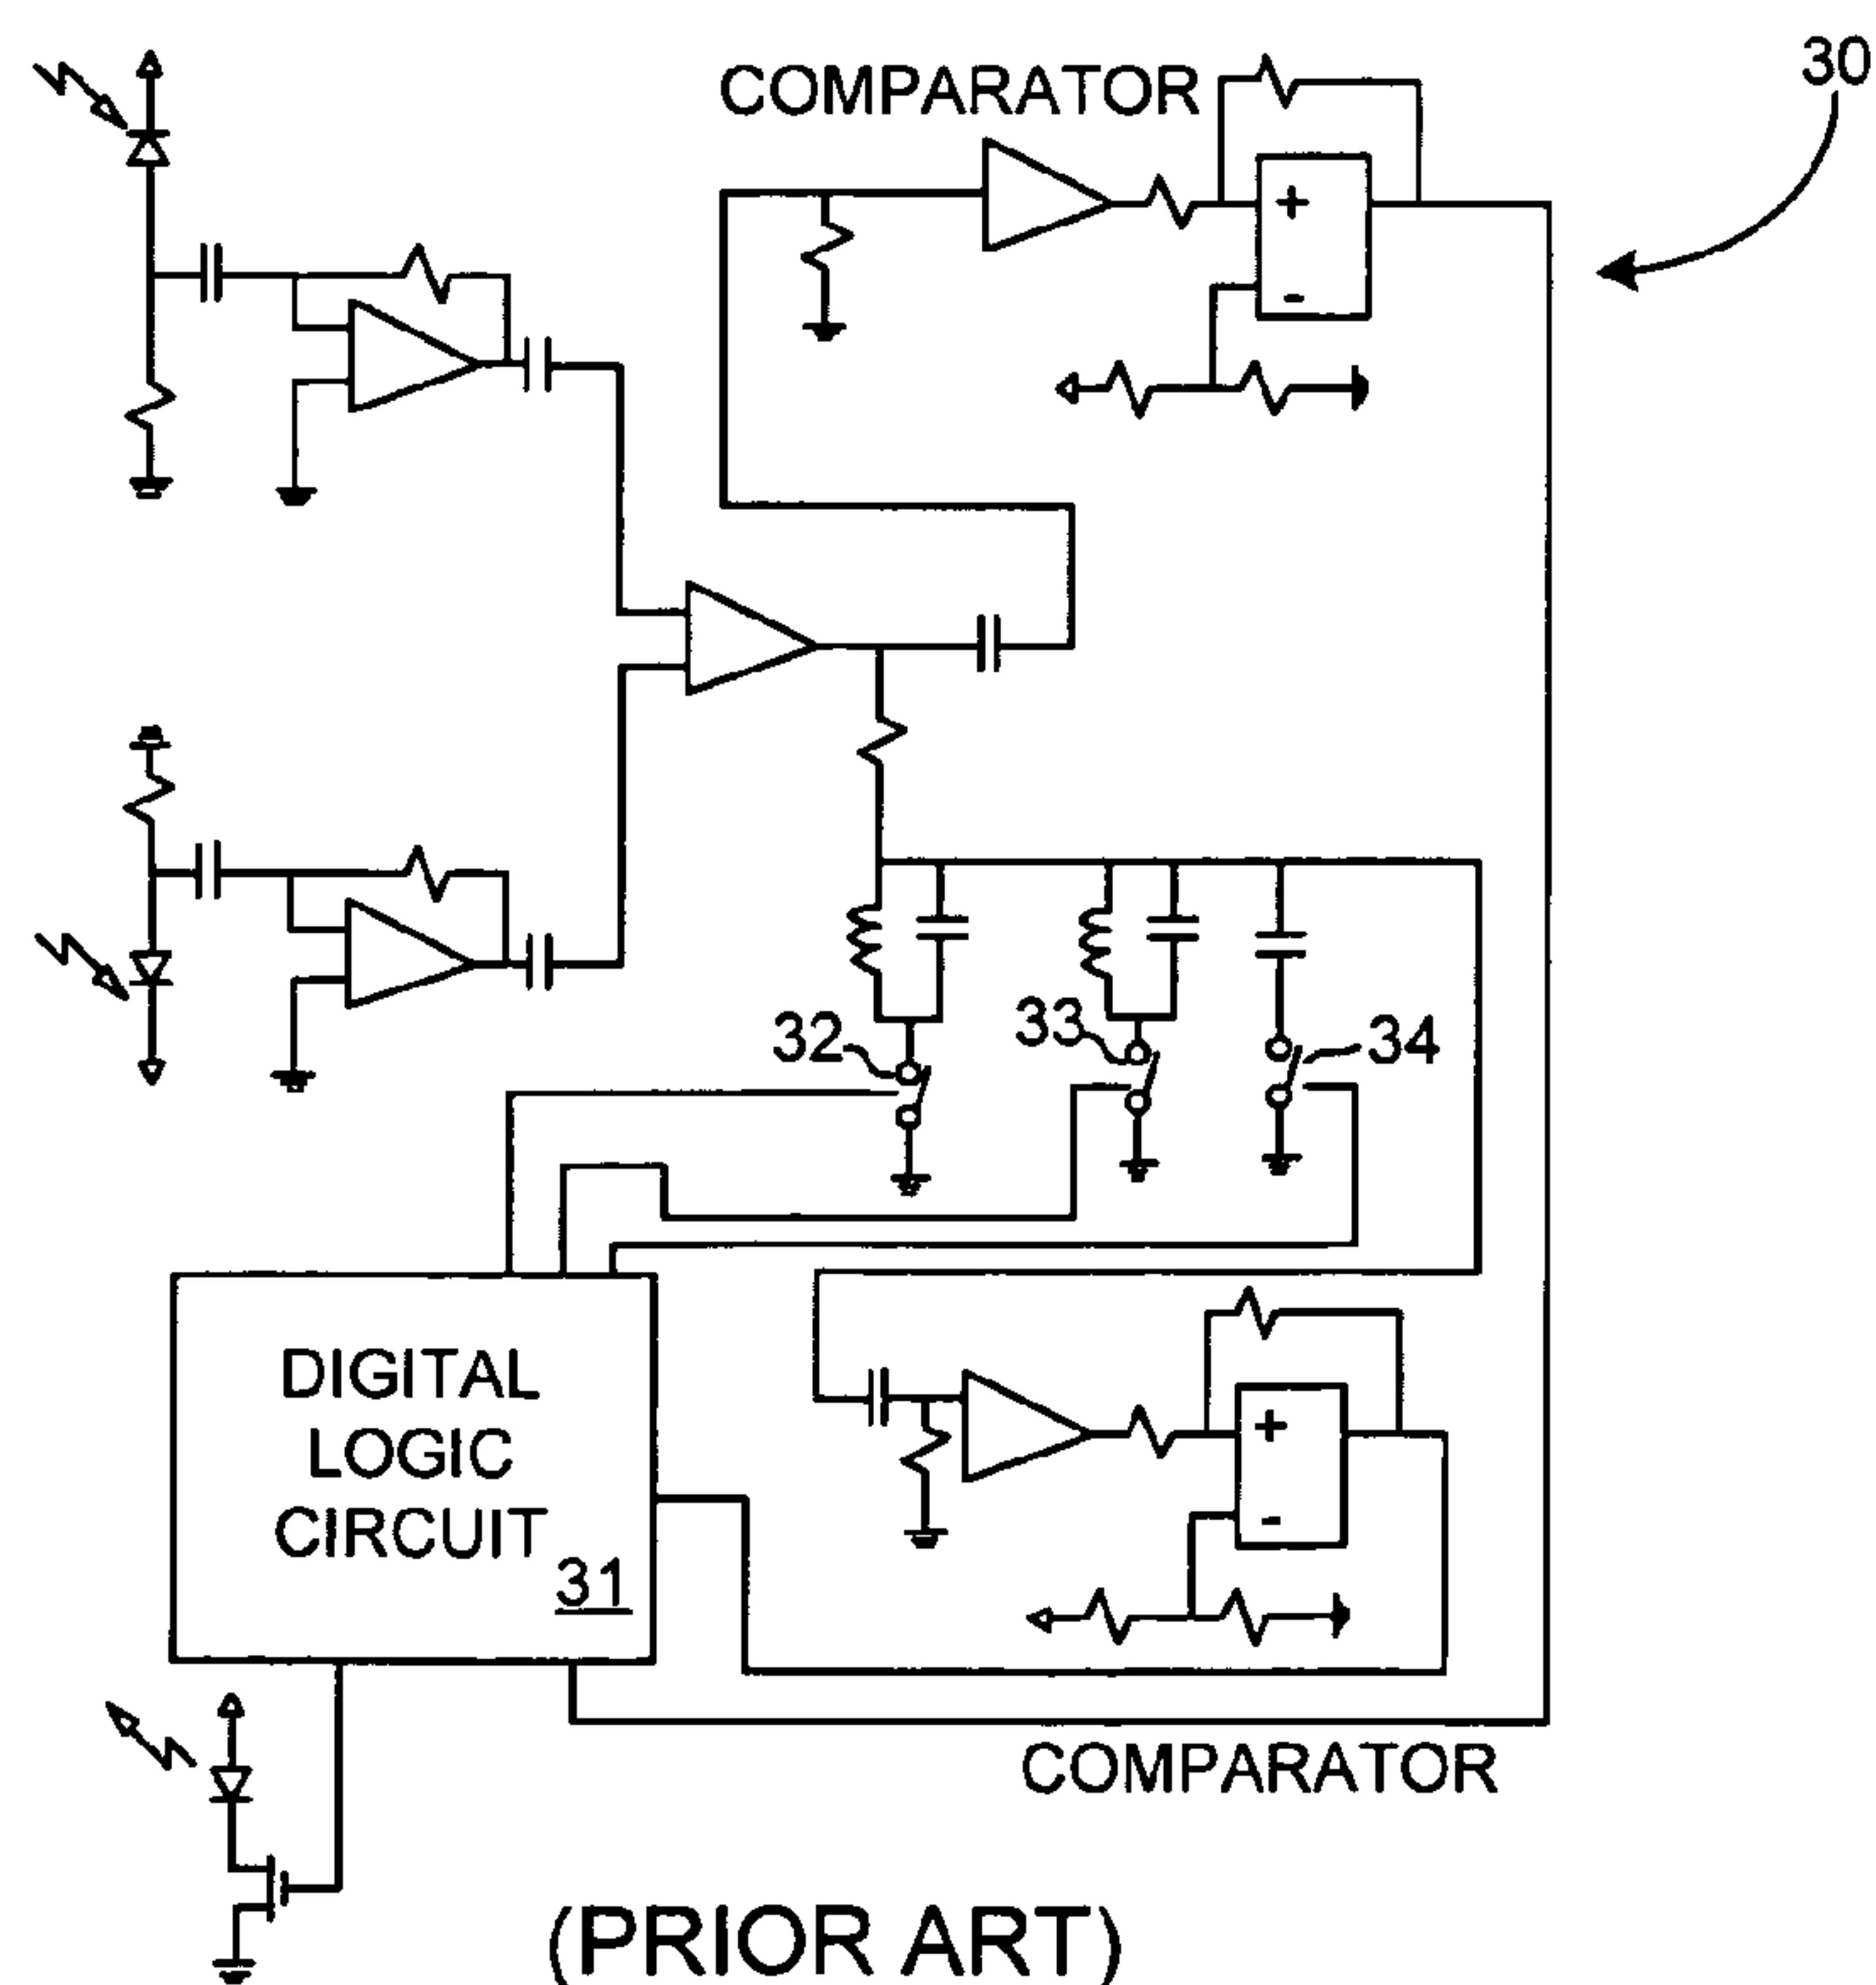 COMPARATOR
30
+
-
32
33
34
DIGITAL
LOGIC
CIRCUIT
31
+
-
COMPARATOR
(PRIOR ART)